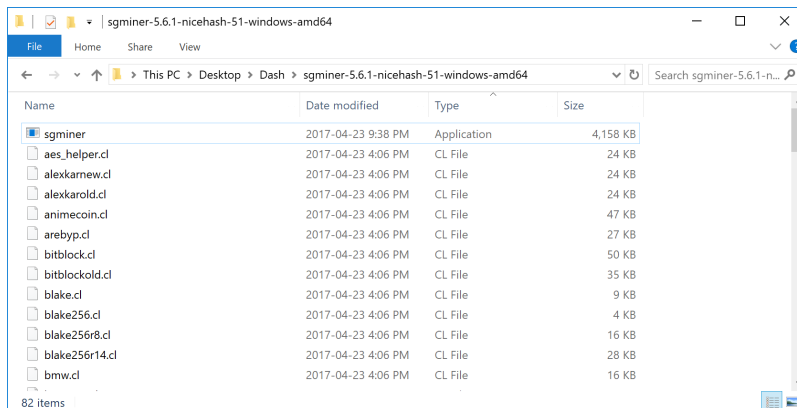 sgminer-5.6.1-nicehash-51-windows-amd64
File Home Share View
This PC > Desktop > Dash > sgminer-5.6.1-nicehash-51-windows-amd64 Search sgminer-5.6.1-n...
Name Date modified Type Size
sgminer 2017-04-23 9:38 PM Application 4,158 KB
aes_helper.cl 2017-04-23 4:06 PM CL File 24 KB
alexkarnew.cl 2017-04-23 4:06 PM CL File 24 KB
alexkarold.cl 2017-04-23 4:06 PM CL File 24 KB
animecoin.cl 2017-04-23 4:06 PM CL File 47 KB
arebyp.cl 2017-04-23 4:06 PM CL File 27 KB
bitblock.cl 2017-04-23 4:06 PM CL File 50 KB
bitblockold.cl 2017-04-23 4:06 PM CL File 35 KB
blake.cl 2017-04-23 4:06 PM CL File 9 KB
blake256.cl 2017-04-23 4:06 PM CL File 4 KB
blake256r8.cl 2017-04-23 4:06 PM CL File 16 KB
blake256r14.cl 2017-04-23 4:06 PM CL File 28 KB
bmw.cl 2017-04-23 4:06 PM CL File 16 KB
82 items